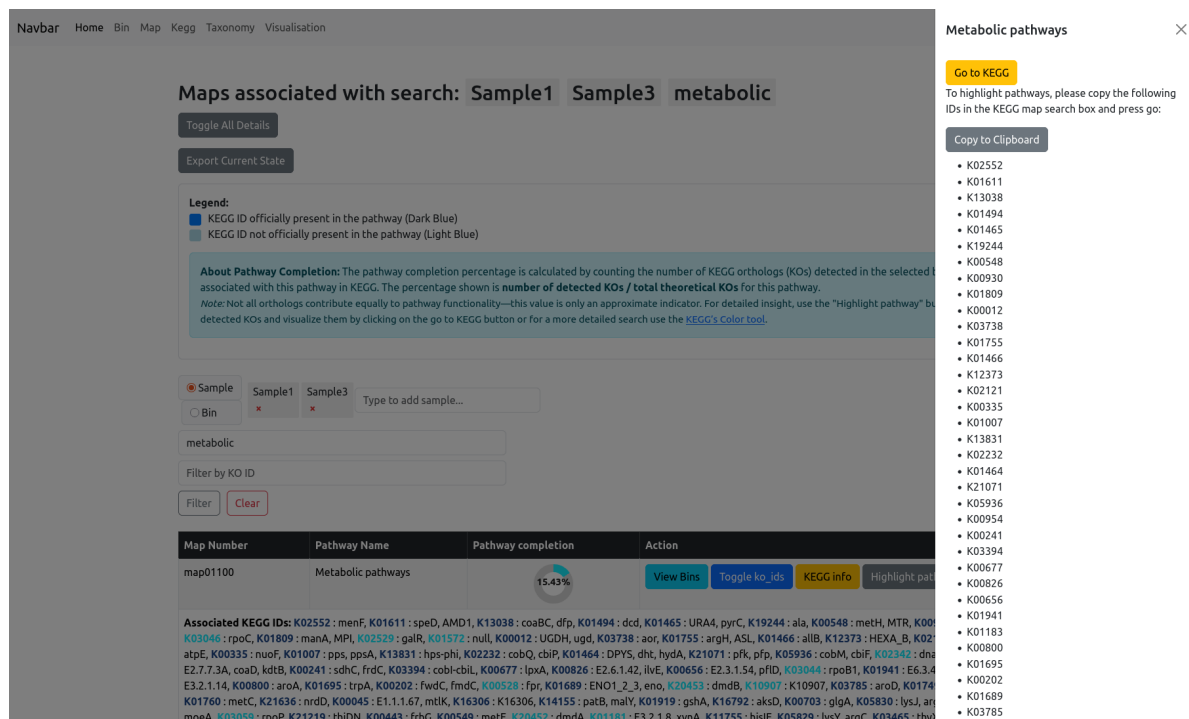 Navbar Home Bin Map Kegg Taxonomy Visualisation
Maps associated with search: Sample1 Sample3 metabolic
Toggle All Details
Export Current State
Legend:
KEGG ID officially present in the pathway (Dark Blue)
KEGG ID not officially present in the pathway (Light Blue)
About Pathway Completion: The pathway completion percentage is calculated by counting the number of KEGG orthologs (KOs) detected in the selected
associated with this pathway in KEGG. The percentage shown is number of detected KOs / total theoretical KOs for this pathway.
Note: Not all orthologs contribute equally to pathway functionality—this value is only an approximate indicator. For detailed insight, use the "Highlight pathway"
detected KOs and visualize them by clicking on the go to KEGG button or for a more detailed search use the KEGG's Color tool.
Sample
Bin
Sample1
×
Sample3
×
Type to add sample...
metabolic
Filter by KO ID
Filter Clear
Map Number Pathway Name Pathway completion Action
map01100 Metabolic pathways 15.43% View Bins Toggle ko_ids KEGG info Highlight
Associated KEGG IDs: K02552 : menF, K01611 : speD, AMD1, K13038 : coaBC, dfp, K01494 : dcd, K01465 : URA4, pyrC, K19244 : ala, K00548 : metH, MTR,
K03046 : rpoC, K01809 : manA, MPI, K02529 : galR, K01572 : null, K00012 : UGDH, ugd, K03738 : aor, K01755 : argH, ASL, K01466 : allB, K12373 : HEXA_B,
atpE, K00335 : nuoF, K01007 : pps, ppsA, K13831 : hps-phi, K02232 : cobQ, cbiP, K01464 : DPYS, dht, hydA, K21071 : pfk, pfp, K05936 : cobM, cbiF, K02342 :
E2.7.7.3A, coaD, kdtB, K00241 : sdhC, frdC, K03394 : cobI-cbiL, K00677 : lpxA, K00826 : E2.6.1.42, ilvE, K00656 : E2.3.1.54, pflD, K03044 : rpoB1, K01941 :
E3.2.1.14, K00800 : aroA, K01695 : trpA, K00202 : fwdC, fmdC, K00528 : fpr, K01689 : ENO1_2_3, eno, K20453 : dmdB, K10907 : K10907, K03785 : aroD,
K01760 : metC, K21636 : nrdD, K00045 : E1.1.1.67, mtlK, K16306 : K16306, K14155 : patB, malY, K01919 : gshA, K16792 : aksD, K00703 : glgA, K05830 : lysJ,
Metabolic pathways
Go to KEGG
To highlight pathways, please copy the following
IDs in the KEGG map search box and press go:
Copy to Clipboard
K02552
K01611
K13038
K01494
K01465
K19244
K00548
K00930
K01809
K00012
K03738
K01755
K01466
K12373
K02121
K00335
K01007
K13831
K02232
K01464
K21071
K05936
K00954
K00241
K03394
K00677
K00826
K00656
K01941
K01183
K00800
K01695
K00202
K01689
K03785